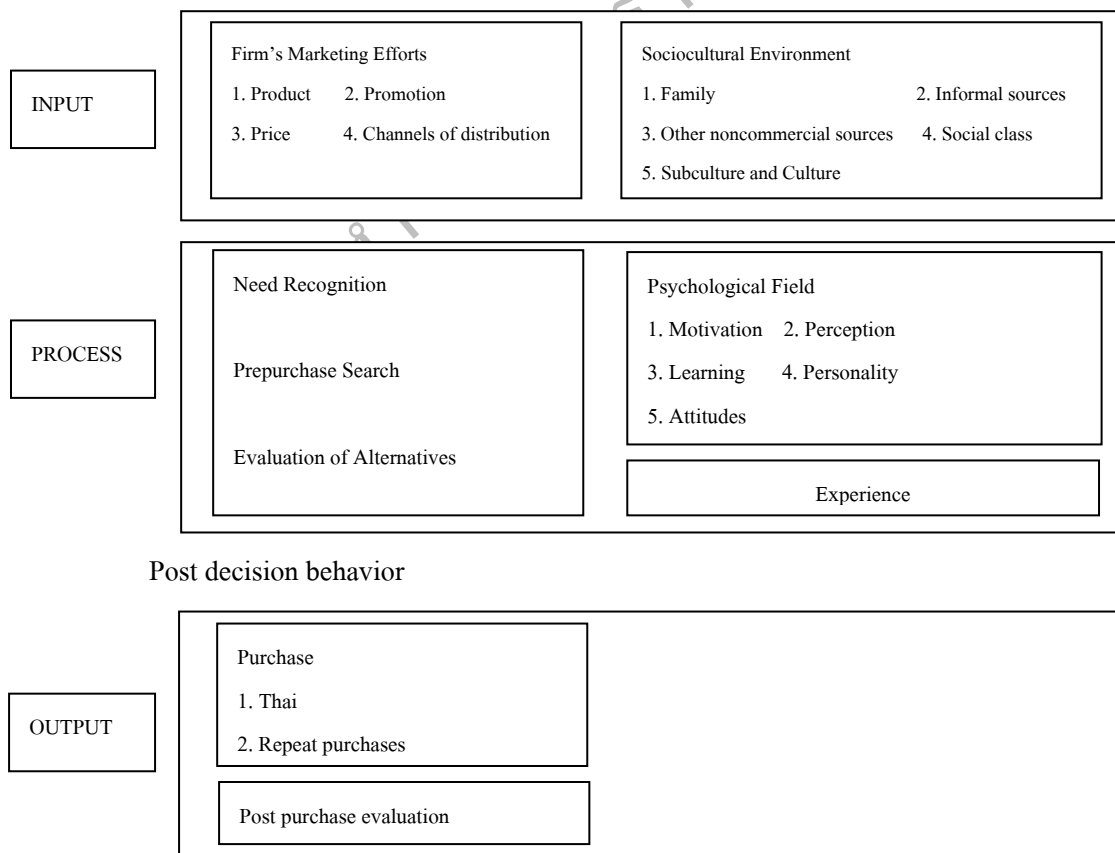 INPUT
Firm’s Marketing Efforts
1. Product 2. Promotion
3. Price 4. Channels of distribution
Sociocultural Environment
1. Family 2. Informal sources
3. Other noncommercial sources 4. Social class
5. Subculture and Culture
PROCESS
Need Recognition
Prepurchase Search
Evaluation of Alternatives
Psychological Field
1. Motivation 2. Perception
3. Learning 4. Personality
5. Attitudes
Experience
Post decision behavior
OUTPUT
Purchase
1. Thai
2. Repeat purchases
Post purchase evaluation